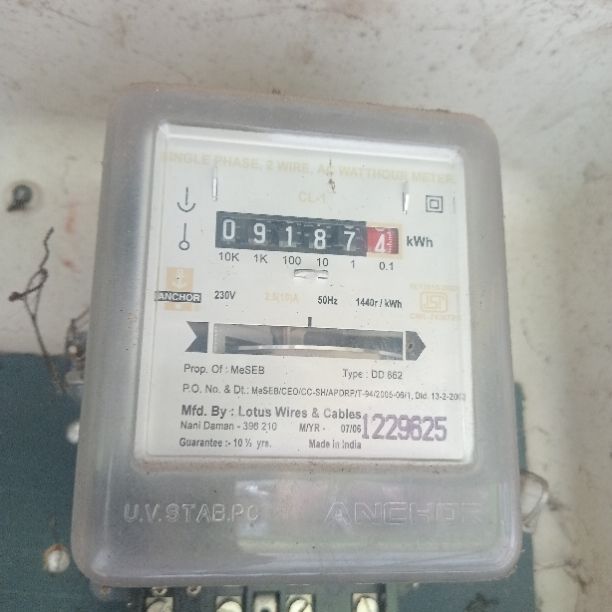 SINGLE PHASE, 2 WIRE, AC WATTHOUR METER
CL-1
0 9 1 8 7 4 kWh
10K 1K 100 10 1 0.1
ANCHOR 230V 2.5(10)A 50Hz 1440r / kWh
ISI
Prop. Of : MeSEB Type : DD 662
P.O. No. & Dt.: MeSEB/CEO/CC-SH/APDRP/T-94/2005-06/1, Dtd. 13-2-
Mfd. By : Lotus Wires & Cables
Nani Daman - 396 210 M/YR - 07/06 1229625
Guarantee :- 10 ½ yrs. Made in India
U.V.STAB.PC ANCHOR